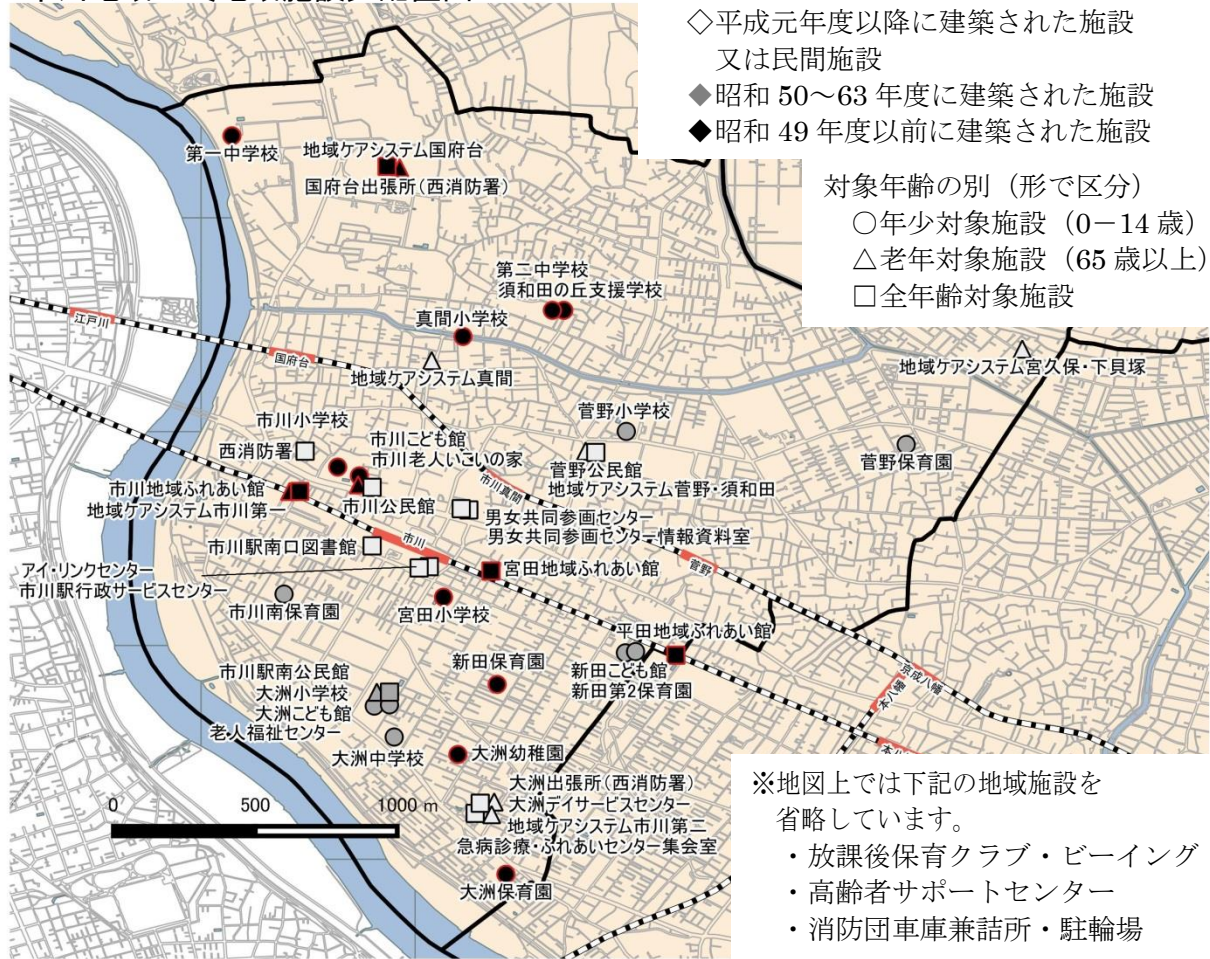 ◇平成元年度以降に建築された施設
又は民間施設
◆昭和 50～63 年度に建築された施設
◆昭和 49 年度以前に建築された施設
対象年齢の別（形で区分）
○年少対象施設（0－14 歳）
△老年対象施設（65 歳以上）
□全年齢対象施設
第一中学校
地域ケアシステム国府台
国府台出張所（西消防署）
第二中学校
須和田の丘支援学校
真間小学校
江戸川
国府台
地域ケアシステム真間
地域ケアシステム宮久保・下貝塚
市川小学校
西消防署
市川こども館
市川老人いこいの家
菅野小学校
菅野保育園
菅野公民館
地域ケアシステム菅野・須和田
市川真間
市川地域ふれあい館
地域ケアシステム市川第一
市川公民館
男女共同参画センター
男女共同参画センター情報資料室
市川
市川駅南口図書館
菅野
アイ・リンクセンター
市川駅行政サービスセンター
宮田地域ふれあい館
市川南保育園
宮田小学校
平田地域ふれあい館
新田保育園
新田こども館
新田第2保育園
京成八幡
本八幡
市川駅南公民館
大洲小学校
大洲こども館
老人福祉センター
大洲中学校
大洲幼稚園
大洲出張所（西消防署）
大洲デイサービスセンター
地域ケアシステム市川第二
急病診療・ふれあいセンター集会室
大洲保育園
0 500 1000 m
※地図上では下記の地域施設を
省略しています。
・放課後保育クラブ・ビーイング
・高齢者サポートセンター
・消防団車庫兼詰所・駐輪場